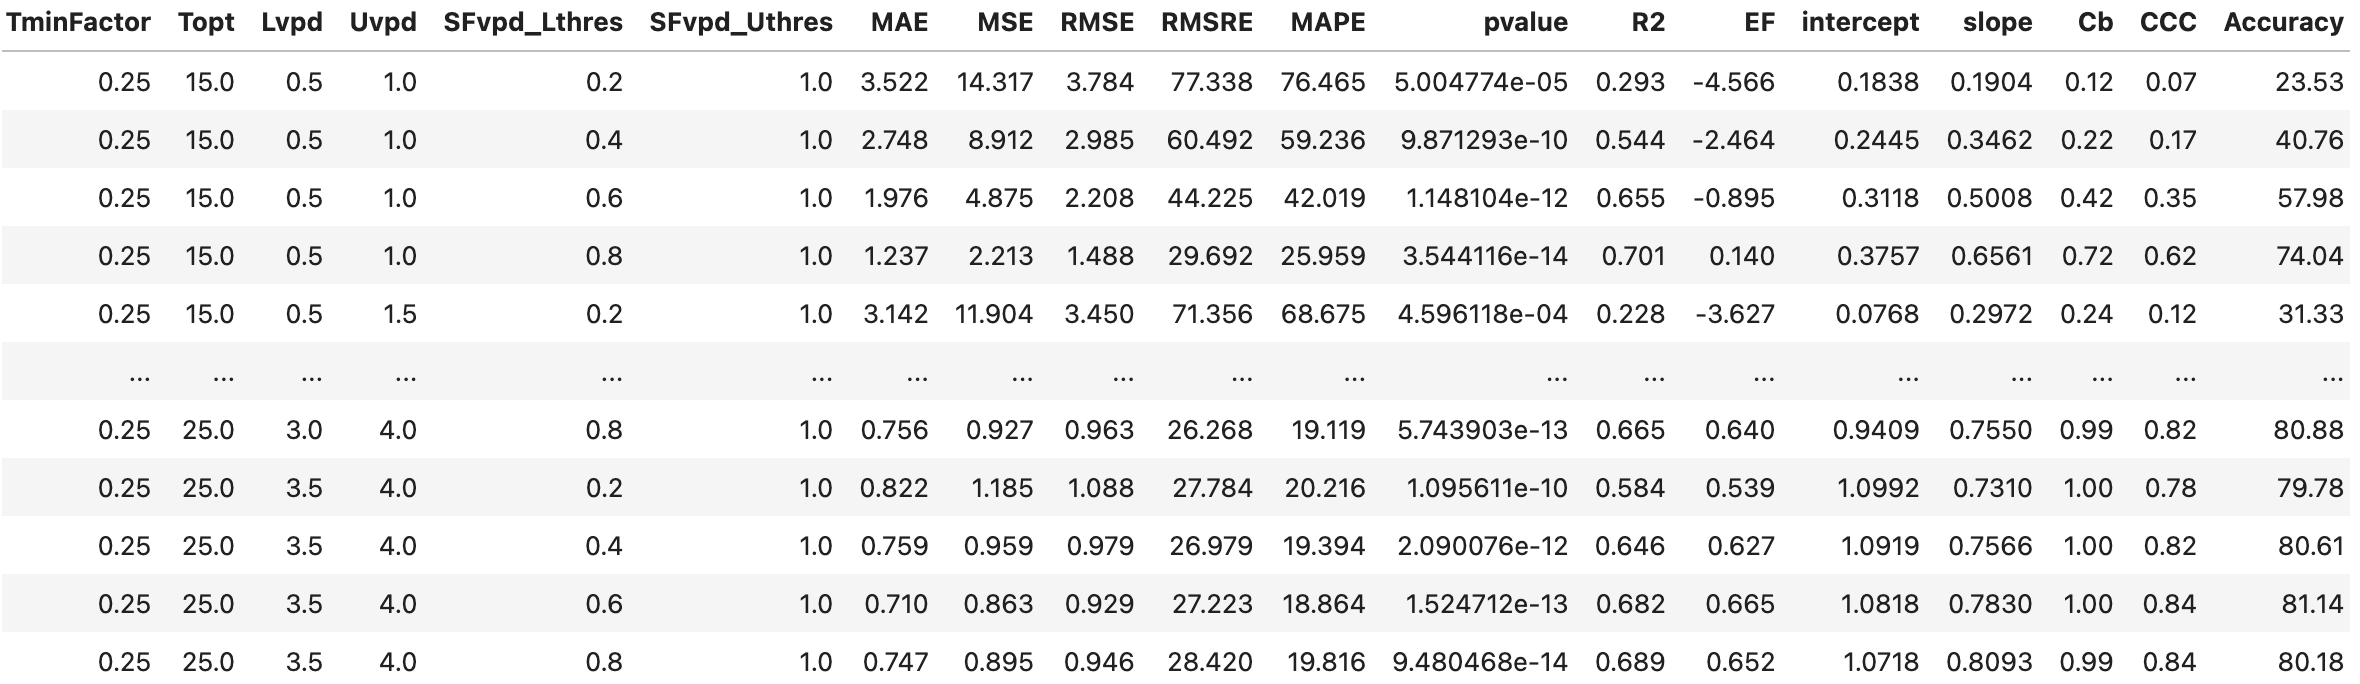 TminFactor Topt Lvpd Uvpd SFvpd_Lthres SFvpd_Uthres MAE MSE RMSE RMSRE MAPE pvalue R2 EF intercept slope Cb CCC Accuracy
0.25 15.0 0.5 1.0 0.2 1.0 3.522 14.317 3.784 77.338 76.465 5.004774e-05 0.293 -4.566 0.1838 0.1904 0.12 0.07 23.53
0.25 15.0 0.5 1.0 0.4 1.0 2.748 8.912 2.985 60.492 59.236 9.871293e-10 0.544 -2.464 0.2445 0.3462 0.22 0.17 40.76
0.25 15.0 0.5 1.0 0.6 1.0 1.976 4.875 2.208 44.225 42.019 1.148104e-12 0.655 -0.895 0.3118 0.5008 0.42 0.35 57.98
0.25 15.0 0.5 1.0 0.8 1.0 1.237 2.213 1.488 29.692 25.959 3.544116e-14 0.701 0.140 0.3757 0.6561 0.72 0.62 74.04
0.25 15.0 0.5 1.5 0.2 1.0 3.142 11.904 3.450 71.356 68.675 4.596118e-04 0.228 -3.627 0.0768 0.2972 0.24 0.12 31.33
... ... ... ... ... ... ... ... ... ... ... ... ... ... ... ... ... ... ...
0.25 25.0 3.0 4.0 0.8 1.0 0.756 0.927 0.963 26.268 19.119 5.743903e-13 0.665 0.640 0.9409 0.7550 0.99 0.82 80.88
0.25 25.0 3.5 4.0 0.2 1.0 0.822 1.185 1.088 27.784 20.216 1.095611e-10 0.584 0.539 1.0992 0.7310 1.00 0.78 79.78
0.25 25.0 3.5 4.0 0.4 1.0 0.759 0.959 0.979 26.979 19.394 2.090076e-12 0.646 0.627 1.0919 0.7566 1.00 0.82 80.61
0.25 25.0 3.5 4.0 0.6 1.0 0.710 0.863 0.929 27.223 18.864 1.524712e-13 0.682 0.665 1.0818 0.7830 1.00 0.84 81.14
0.25 25.0 3.5 4.0 0.8 1.0 0.747 0.895 0.946 28.420 19.816 9.480468e-14 0.689 0.652 1.0718 0.8093 0.99 0.84 80.18